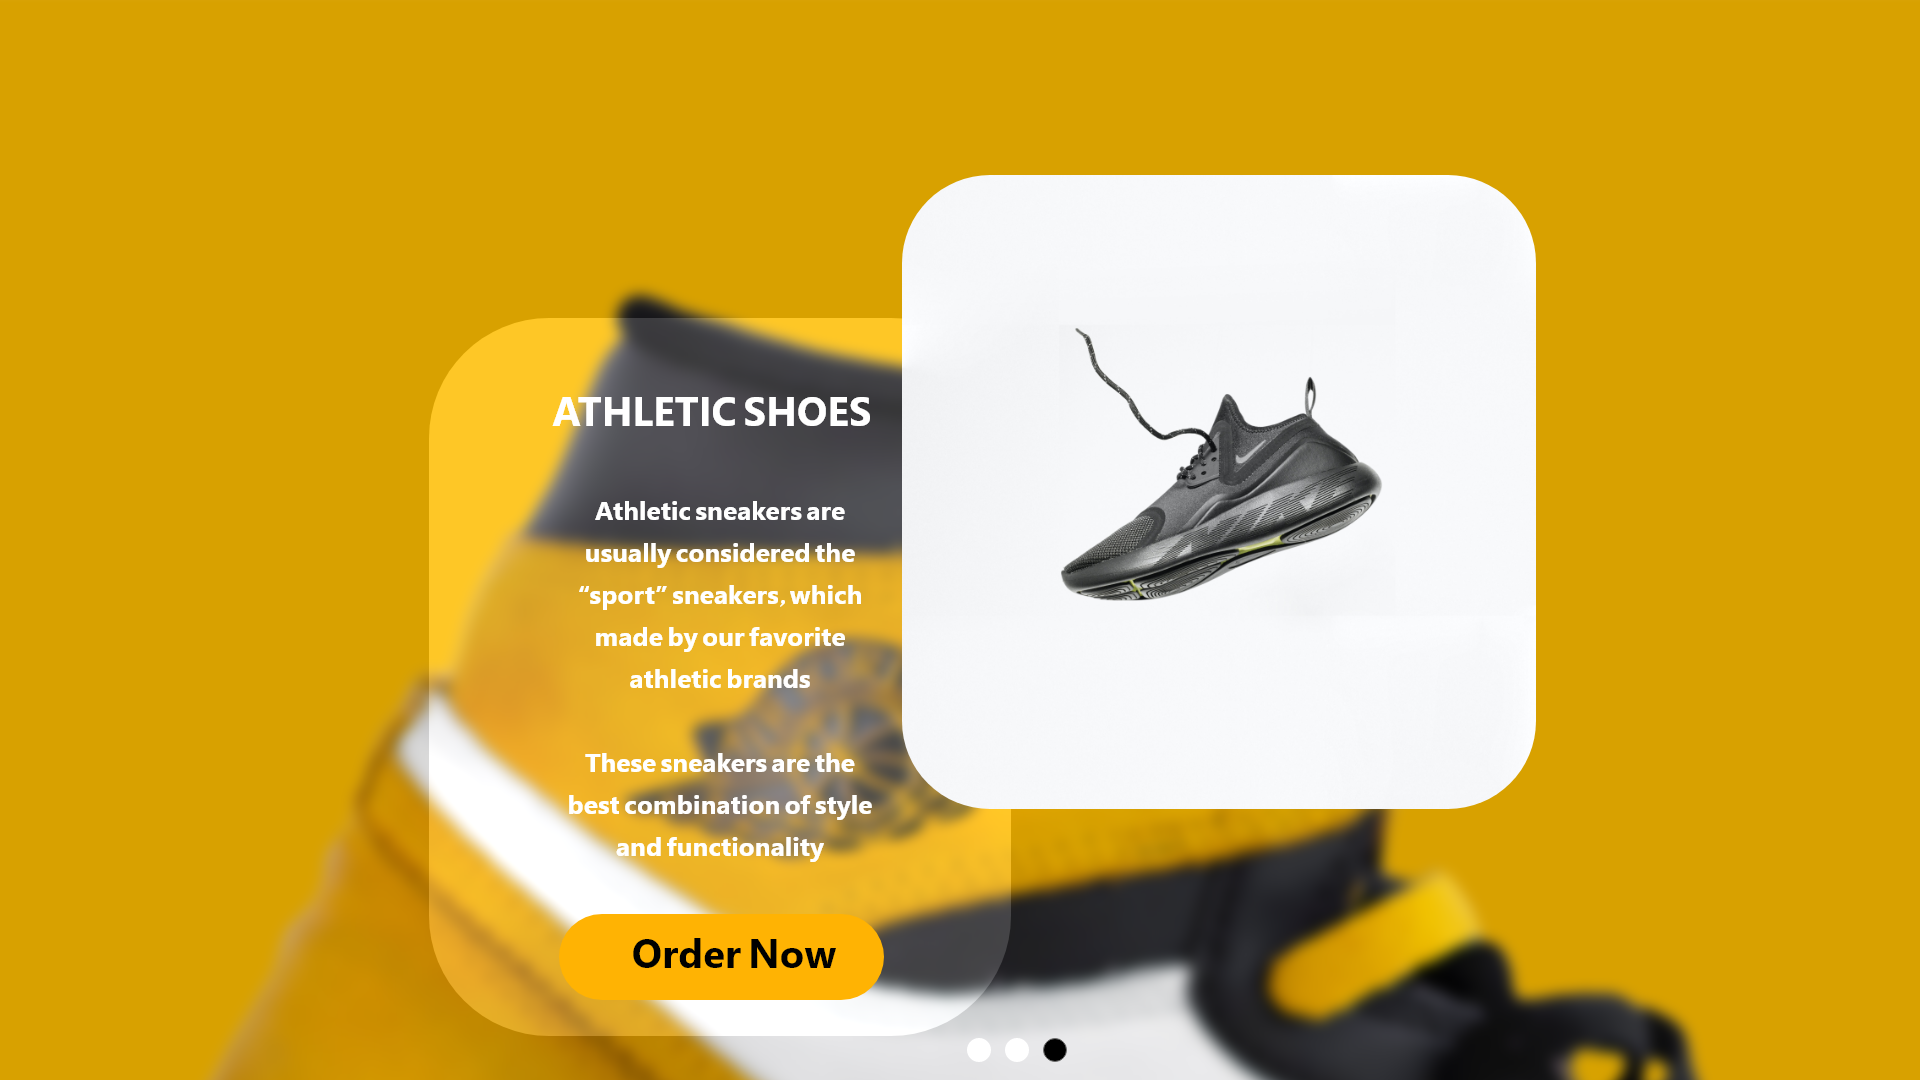 ATHLETIC SHOES
Athletic sneakers are
usually considered the
“sport” sneakers, which
made by our favorite
athletic brands
These sneakers are the
best combination of style
and functionality
Order Now